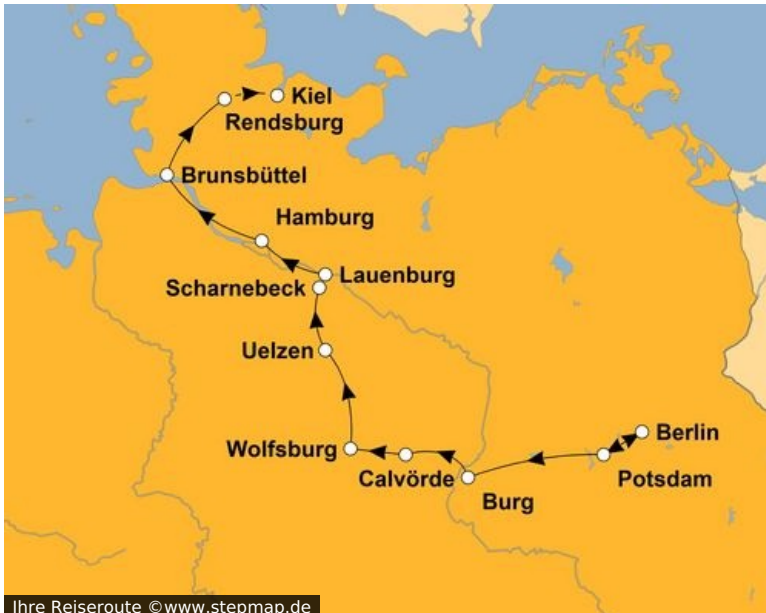 Kiel
Rendsburg
Brunsbüttel
Hamburg
Lauenburg
Scharnebeck
Uelzen
Berlin
Wolfsburg
Calvörde
Potsdam
Burg
Ihre Reiseroute ©www.stepmap.de